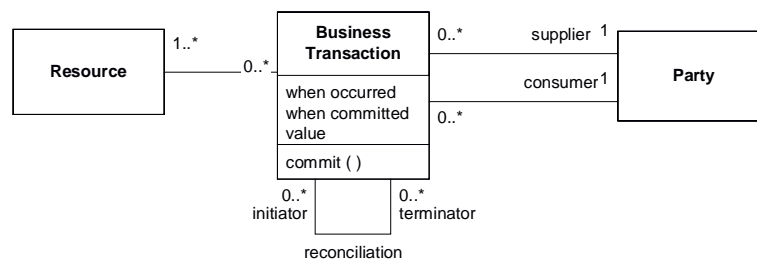 Resource
1..*
0..*
Business
Transaction
when occurred
when committed
value
commit ( )
0..*
supplier 1
consumer 1
0..*
Party
0..*
initiator
0..*
terminator
reconciliation